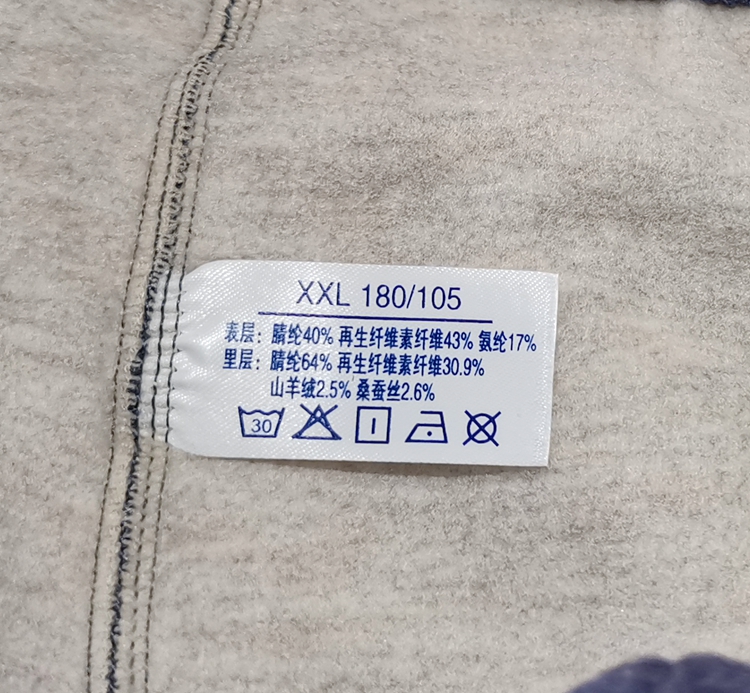 XXL 180/105
表层：腈纶40% 再生纤维素纤维43% 氨纶17%
里层：腈纶64% 再生纤维素纤维30.9%
山羊绒2.5% 桑蚕丝2.6%
30